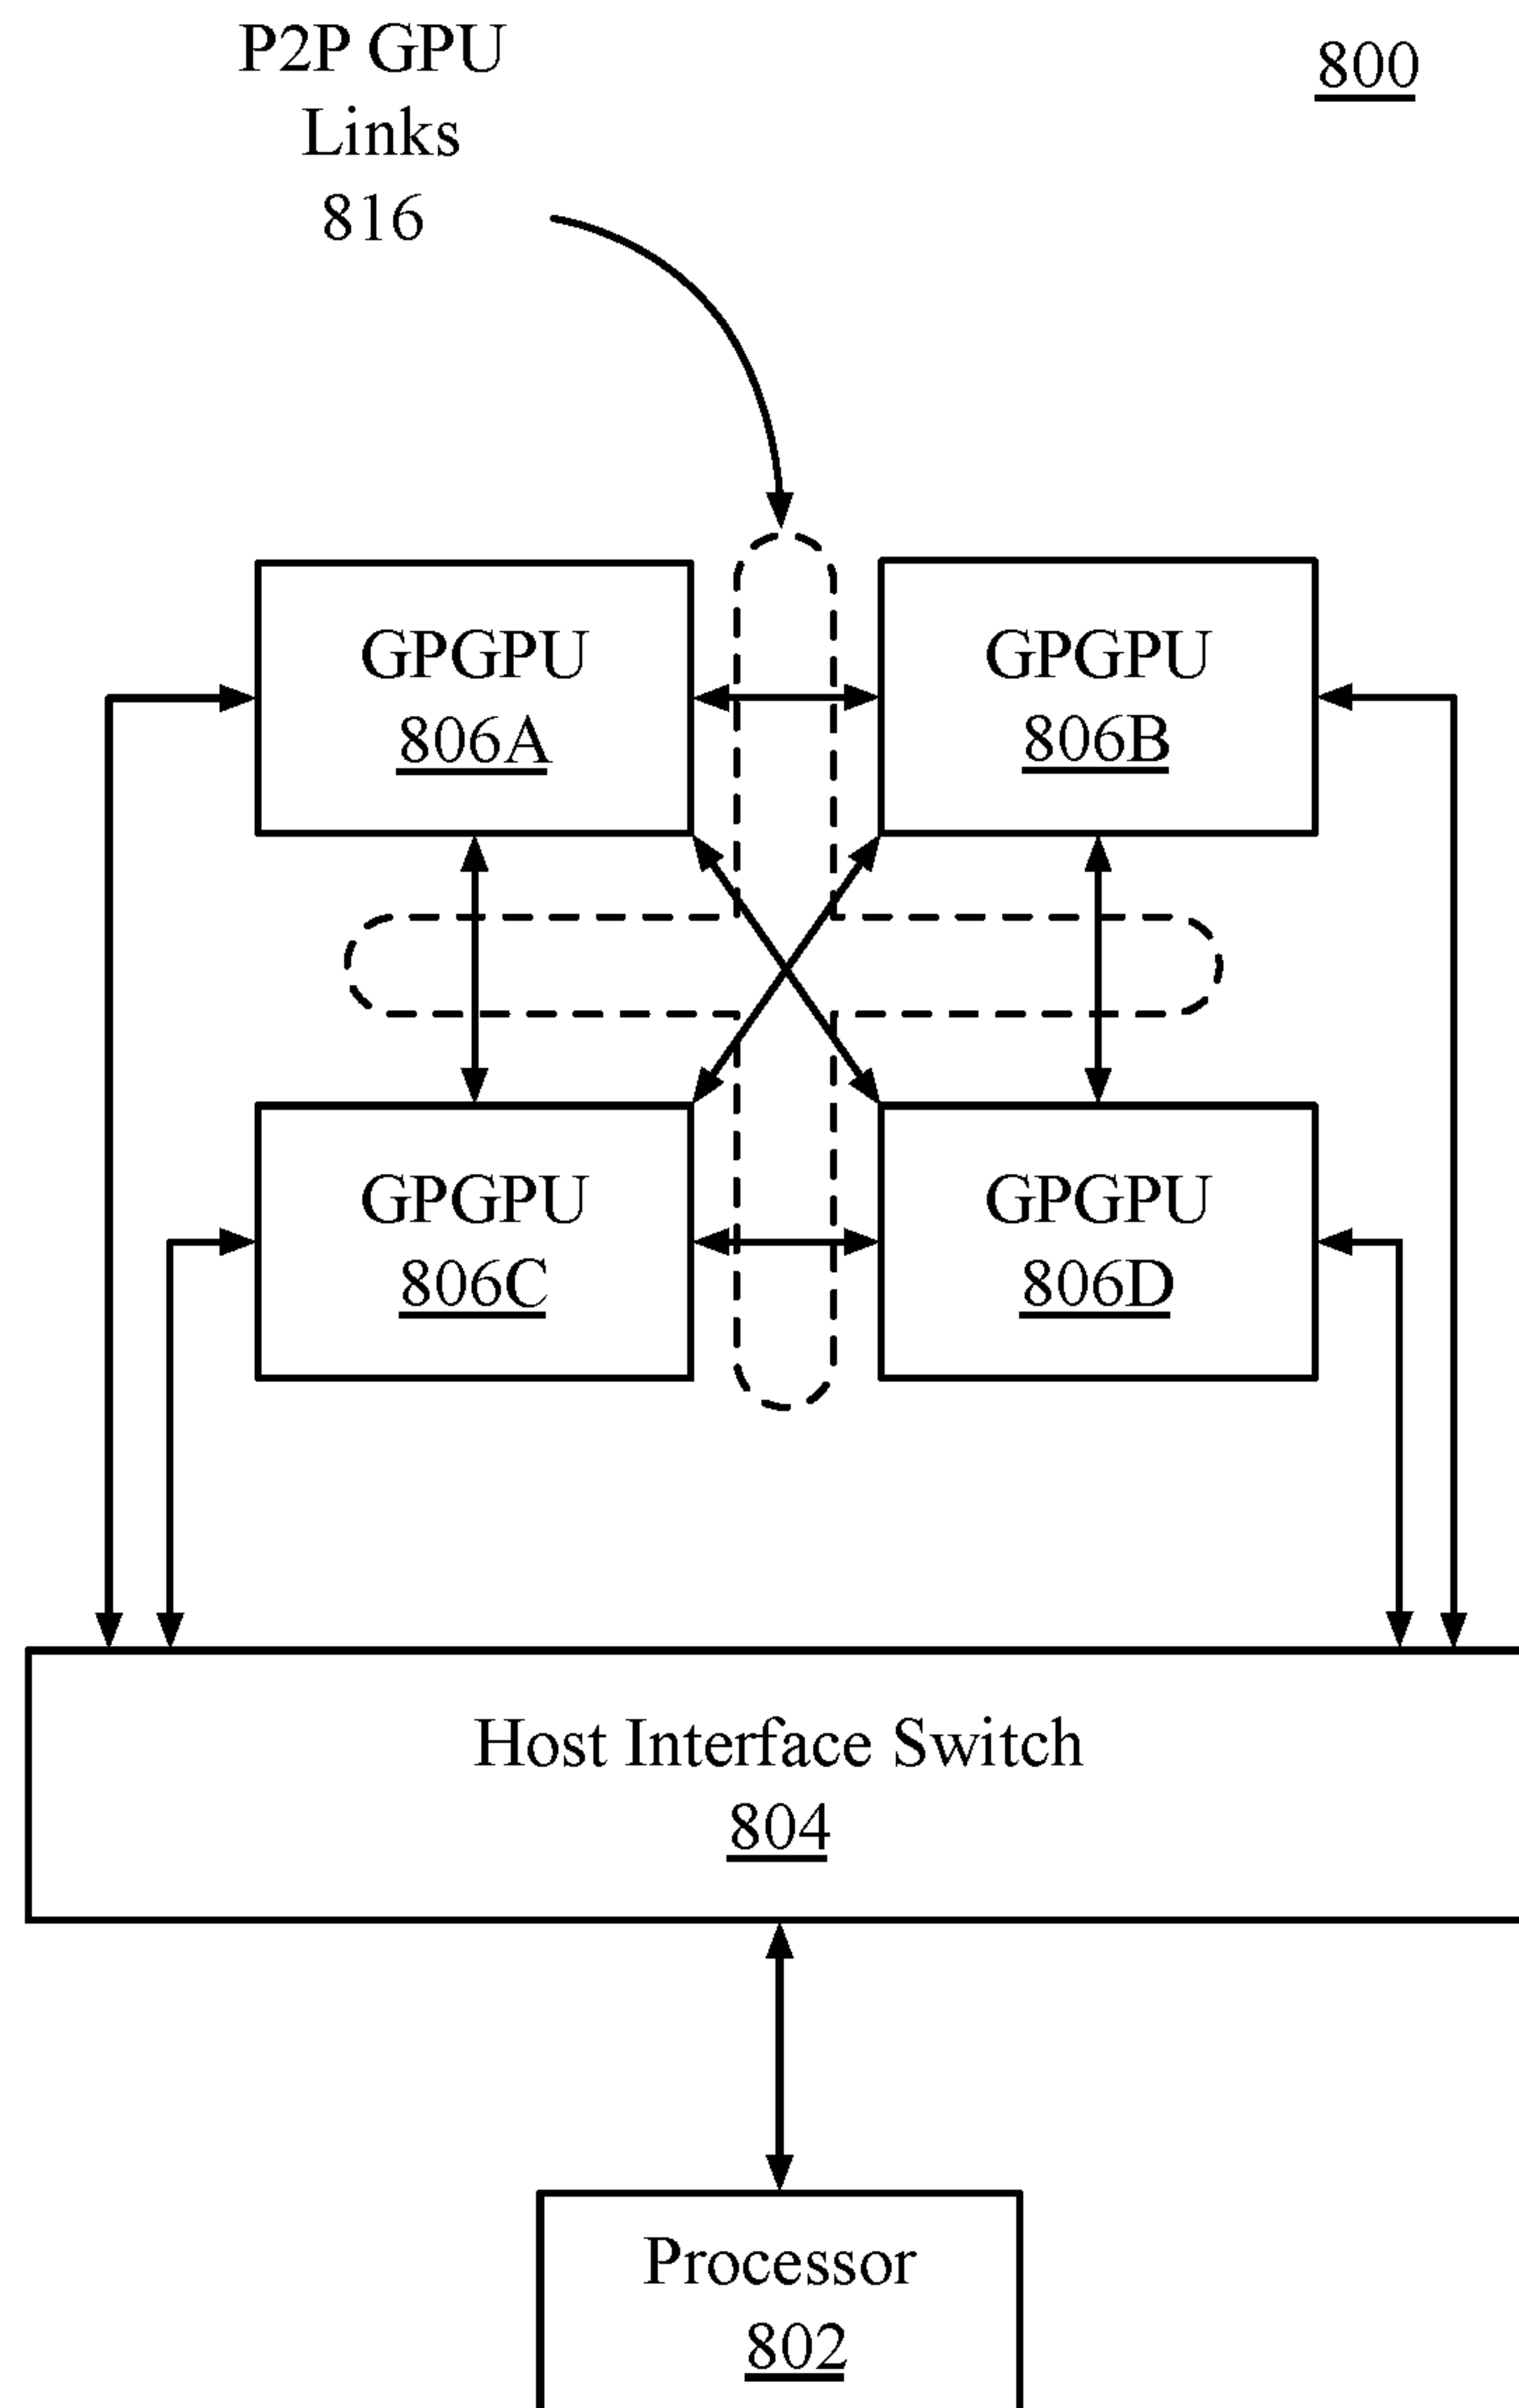 P2P GPU
Links
816
800
GPGPU
806A
GPGPU
806B
GPGPU
806C
GPGPU
806D
Host Interface Switch
804
Processor
802